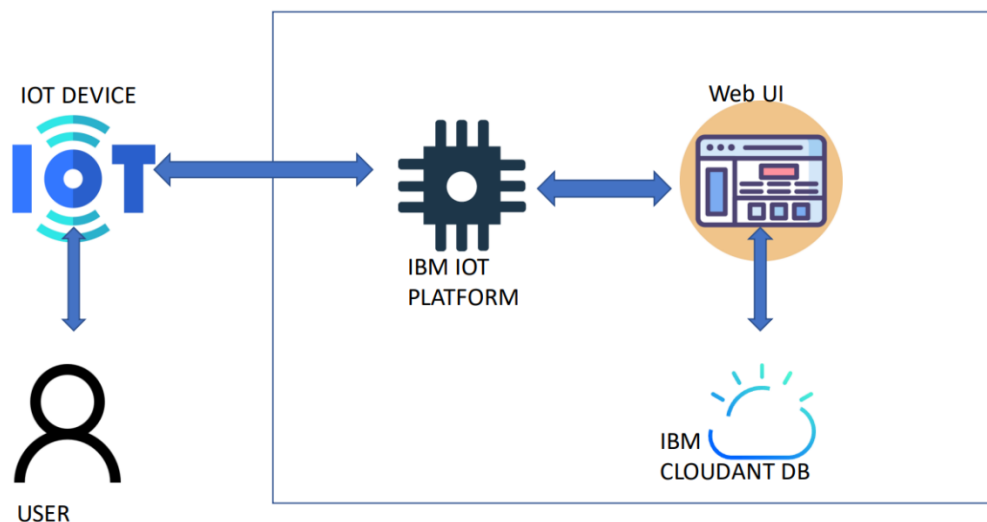 IOT DEVICE
IOT
Web UI
IBM IOT
PLATFORM
IBM
CLOUDANT DB
USER